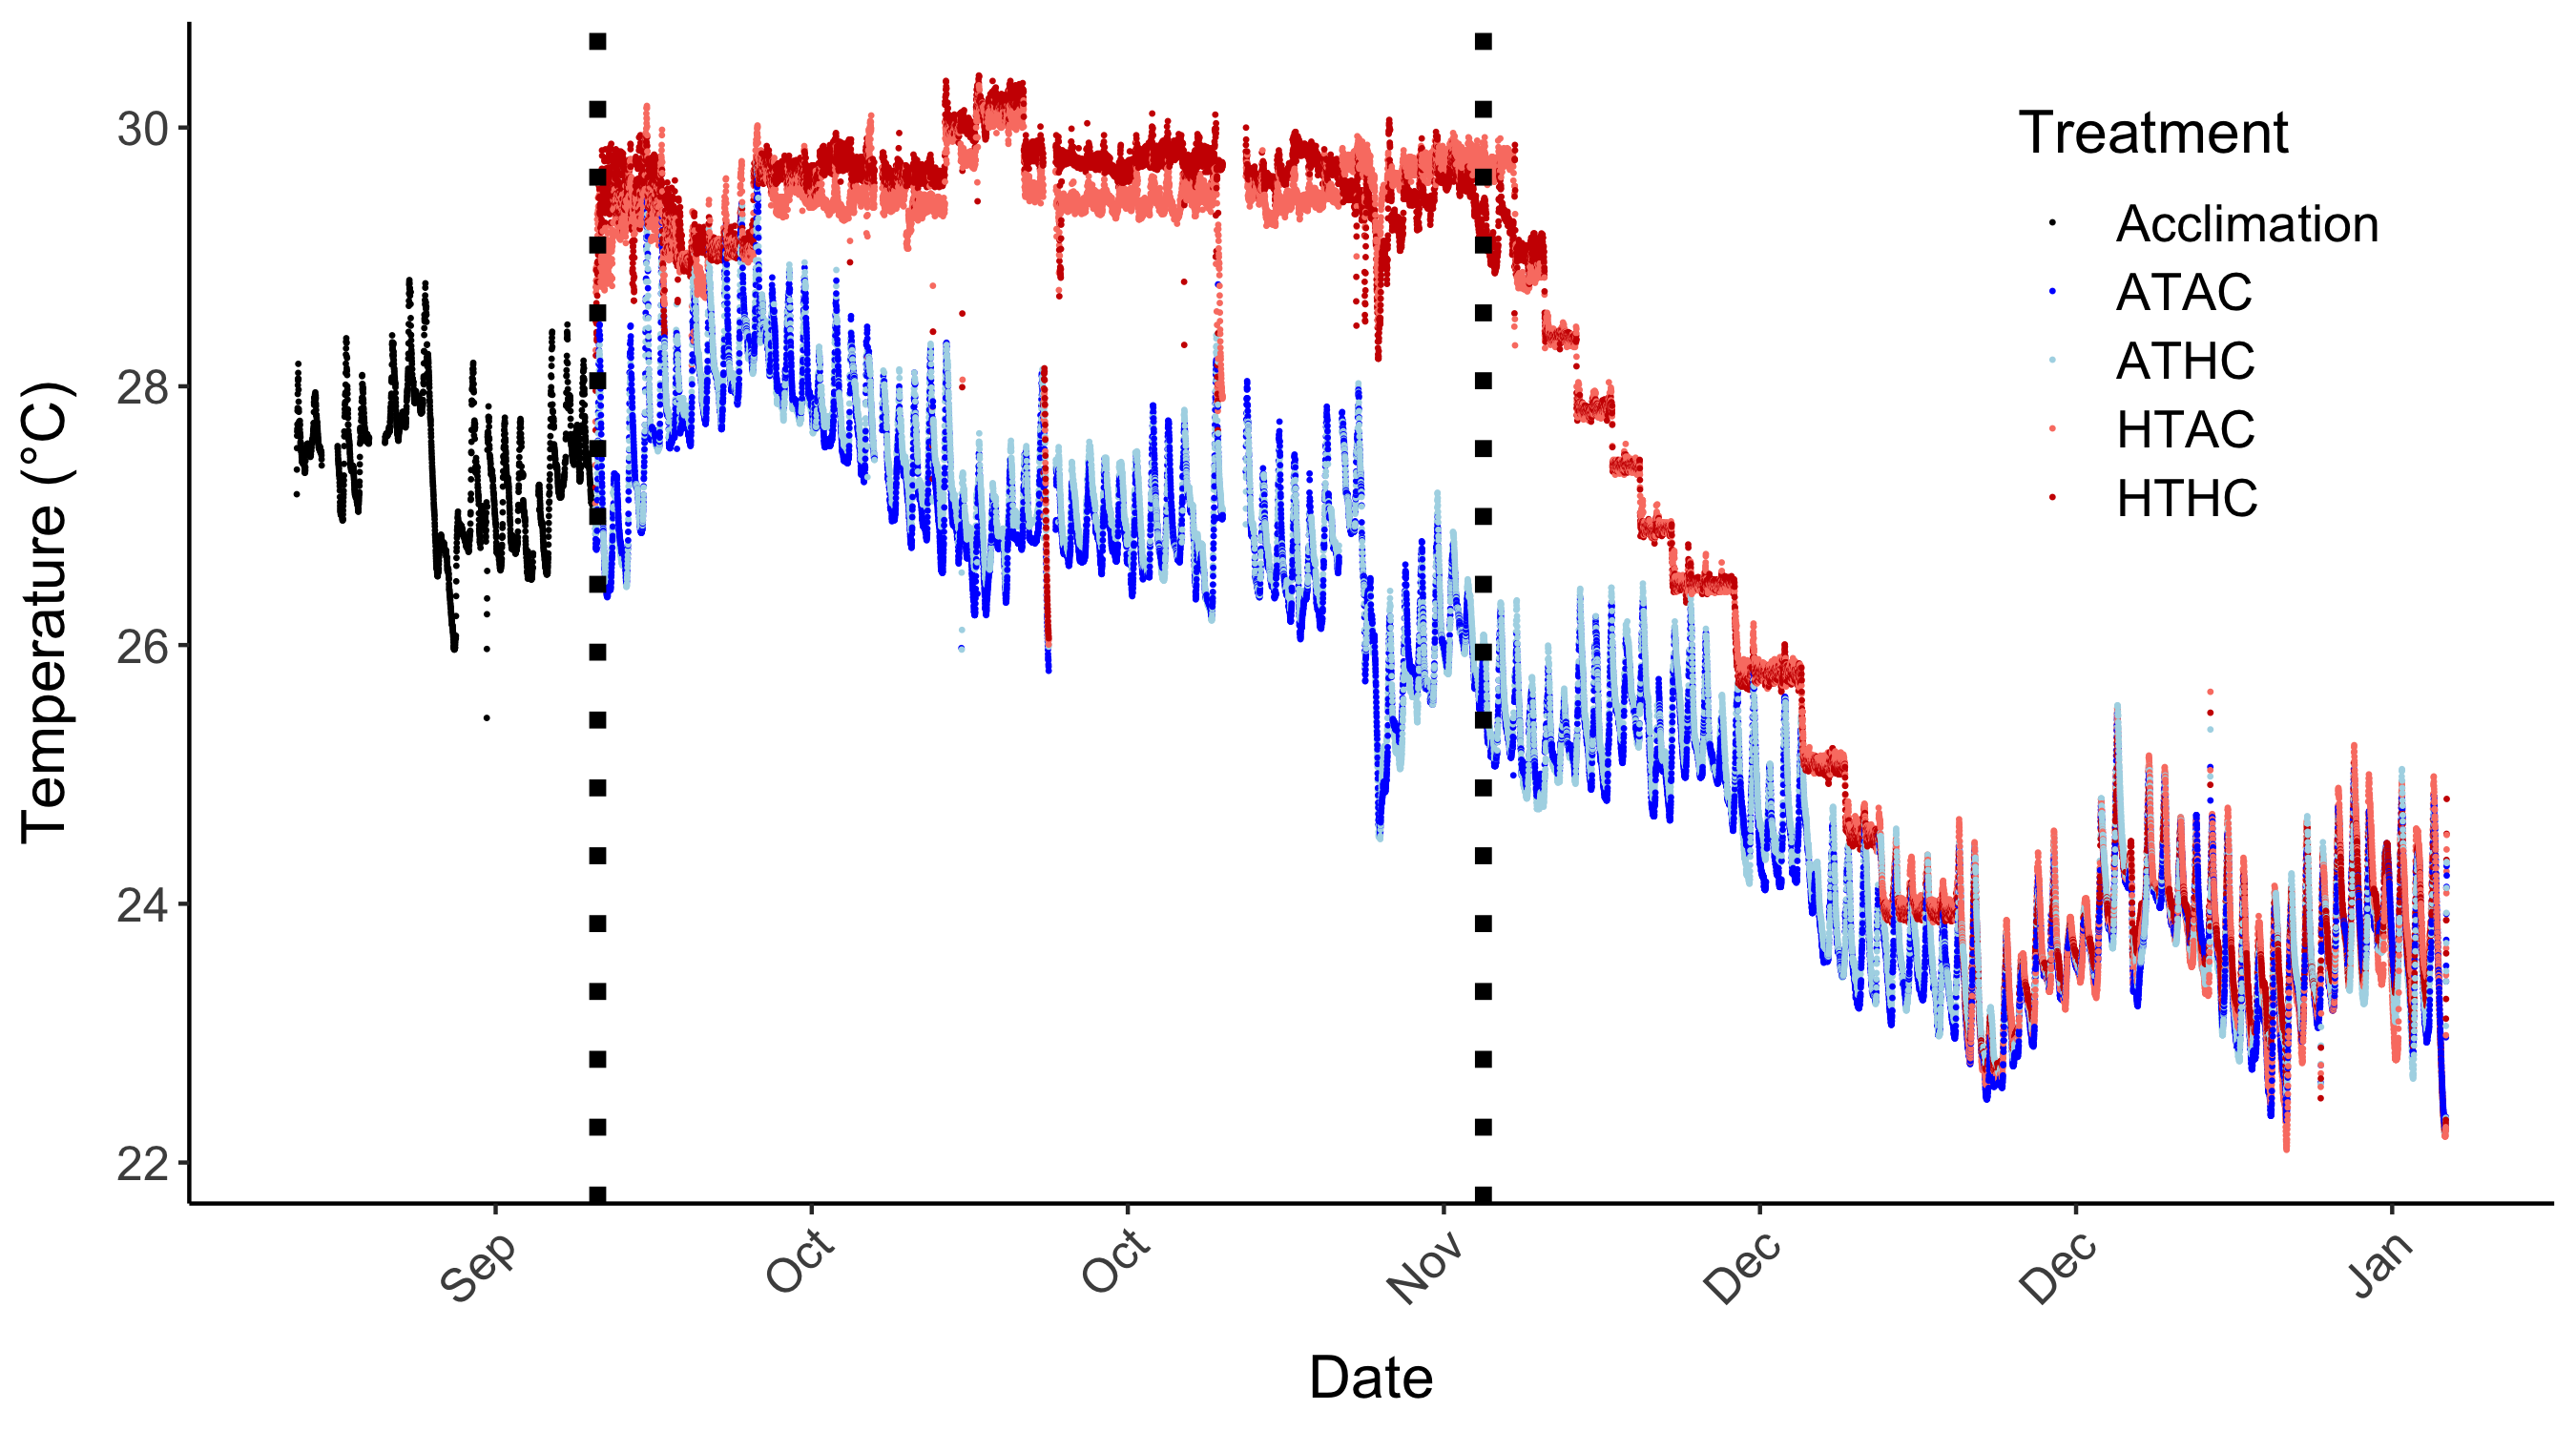 Treatment
Acclimation
ATAC
ATHC
HTAC
HTHC
Temperature (°C)
30
28
26
24
22
Sep
Oct
Oct
Nov
Dec
Dec
Jan
Date